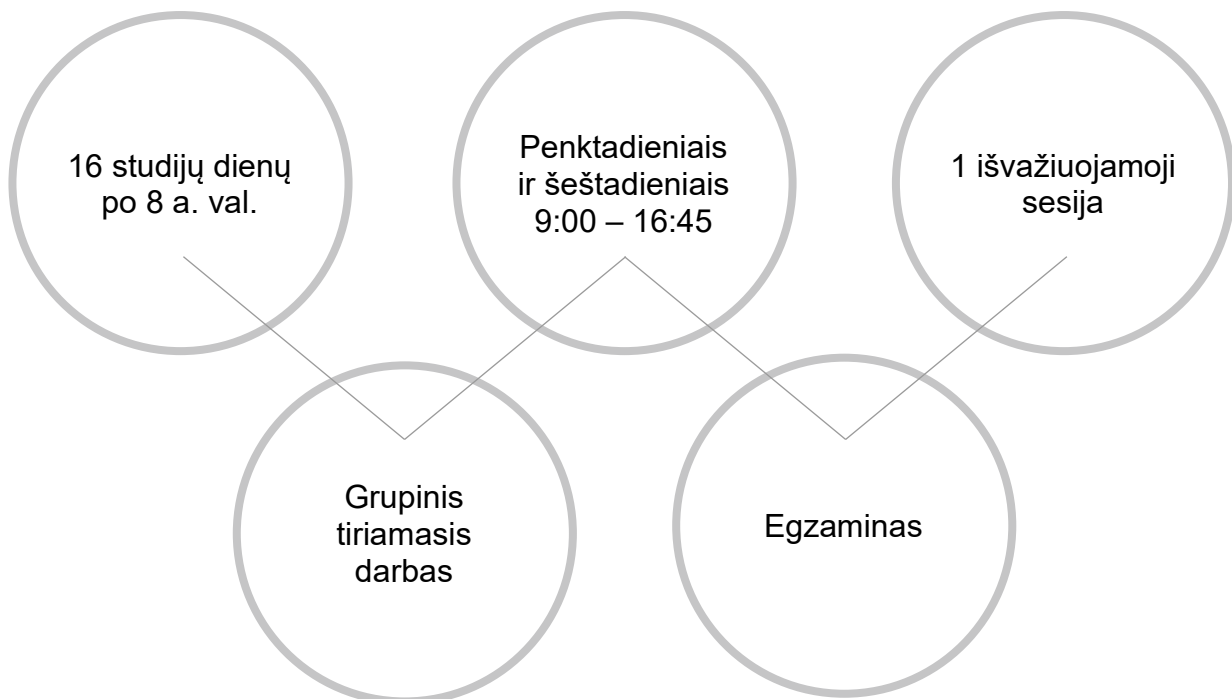 16 studijų dienų
po 8 a. val.
Penktadieniais
ir šeštadieniais
9:00 – 16:45
1 išvažiuojamoji
sesija
Grupinis
tiriamasis
darbas
Egzaminas